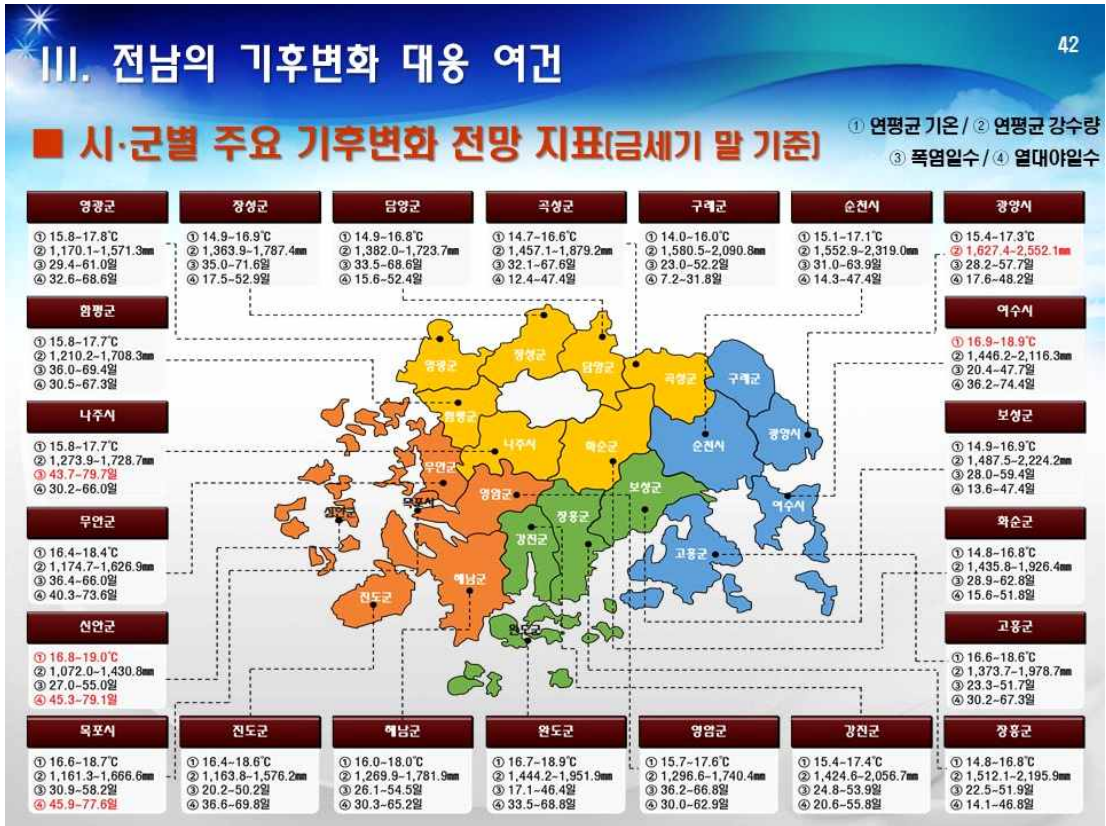 42
III. 전남의 기후변화 대응 여건
■ 시·군별 주요 기후변화 전망 지표(금세기 말 기준)
① 연평균 기온 / ② 연평균 강수량
③ 폭염일수 / ④ 열대야일수
영광군
① 15.8~17.8℃
② 1,170.1~1,571.3㎜
③ 29.4~61.0일
④ 32.6~68.6일
장성군
① 14.9~16.9℃
② 1,363.9~1,787.4㎜
③ 35.0~71.6일
④ 17.5~52.9일
담양군
① 14.9~16.8℃
② 1,382.0~1,723.7㎜
③ 33.5~68.6일
④ 15.6~52.4일
곡성군
① 14.7~16.6℃
② 1,457.1~1,879.2㎜
③ 32.1~67.6일
④ 12.4~47.4일
구례군
① 14.0~16.0℃
② 1,580.5~2,090.8㎜
③ 23.0~52.2일
④ 7.2~31.8일
순천시
① 15.1~17.1℃
② 1,552.9~2,319.0㎜
③ 31.0~63.9일
④ 14.3~47.4일
광양시
① 15.4~17.3℃
② 1,627.4~2,552.1㎜
③ 28.2~57.7일
④ 17.6~48.2일
함평군
① 15.8~17.7℃
② 1,210.2~1,708.3㎜
③ 36.0~69.4일
④ 30.5~67.3일
나주시
① 15.8~17.7℃
② 1,273.9~1,728.7㎜
③ 43.7~79.7일
④ 30.2~66.0일
무안군
① 16.4~18.4℃
② 1,174.7~1,626.9㎜
③ 36.4~66.0일
④ 40.3~73.6일
신안군
① 16.8~19.0℃
② 1,072.0~1,430.8㎜
③ 27.0~55.0일
④ 45.3~79.1일
영광군
장성군
담양군
곡성군
구례군
함평군
나주시
화순군
순천시
광양시
무안군
목포시
영암군
신안군
강진군
장흥군
보성군
여수시
고흥군
해남군
진도군
완도군
여수시
① 16.9~18.9℃
② 1,446.2~2,116.3㎜
③ 20.4~47.7일
④ 36.2~74.4일
보성군
① 14.9~16.9℃
② 1,487.5~2,224.2㎜
③ 28.0~59.4일
④ 13.6~47.4일
화순군
① 14.8~16.8℃
② 1,435.8~1,926.4㎜
③ 28.9~62.8일
④ 15.6~51.8일
고흥군
① 16.6~18.6℃
② 1,373.7~1,978.7㎜
③ 23.3~51.7일
④ 30.2~67.3일
목포시
① 16.6~18.7℃
② 1,161.3~1,666.6㎜
③ 30.9~58.2일
④ 45.9~77.6일
진도군
① 16.4~18.6℃
② 1,163.8~1,576.2㎜
③ 20.2~50.2일
④ 36.6~69.8일
해남군
① 16.0~18.0℃
② 1,269.9~1,781.9㎜
③ 26.1~54.5일
④ 30.3~65.2일
완도군
① 16.7~18.9℃
② 1,444.2~1,951.9㎜
③ 17.1~46.4일
④ 33.5~68.8일
영암군
① 15.7~17.6℃
② 1,296.6~1,740.4㎜
③ 36.2~66.8일
④ 30.0~62.9일
강진군
① 15.4~17.4℃
② 1,424.6~2,056.7㎜
③ 24.8~53.9일
④ 20.6~55.8일
장흥군
① 14.8~16.8℃
② 1,512.1~2,195.9㎜
③ 22.5~51.9일
④ 14.1~46.8일